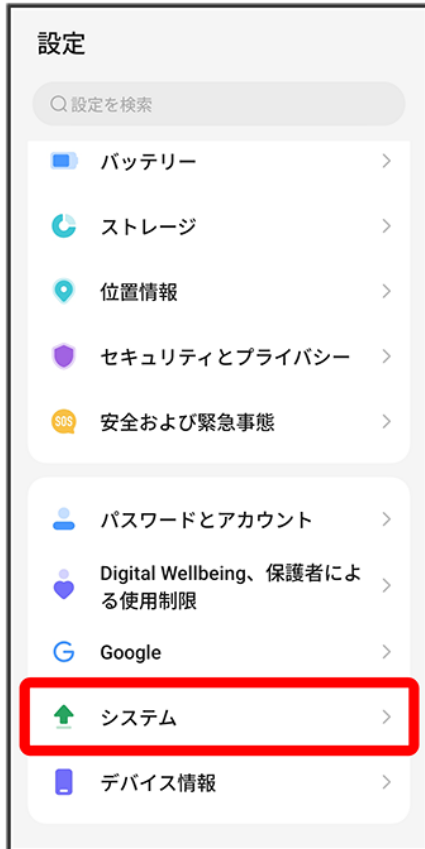 設定
設定を検索
バッテリー
ストレージ
位置情報
セキュリティとプライバシー
SOS
安全および緊急事態
パスワードとアカウント
Digital Wellbeing、保護者によ
る使用制限
G
Google
システム
デバイス情報